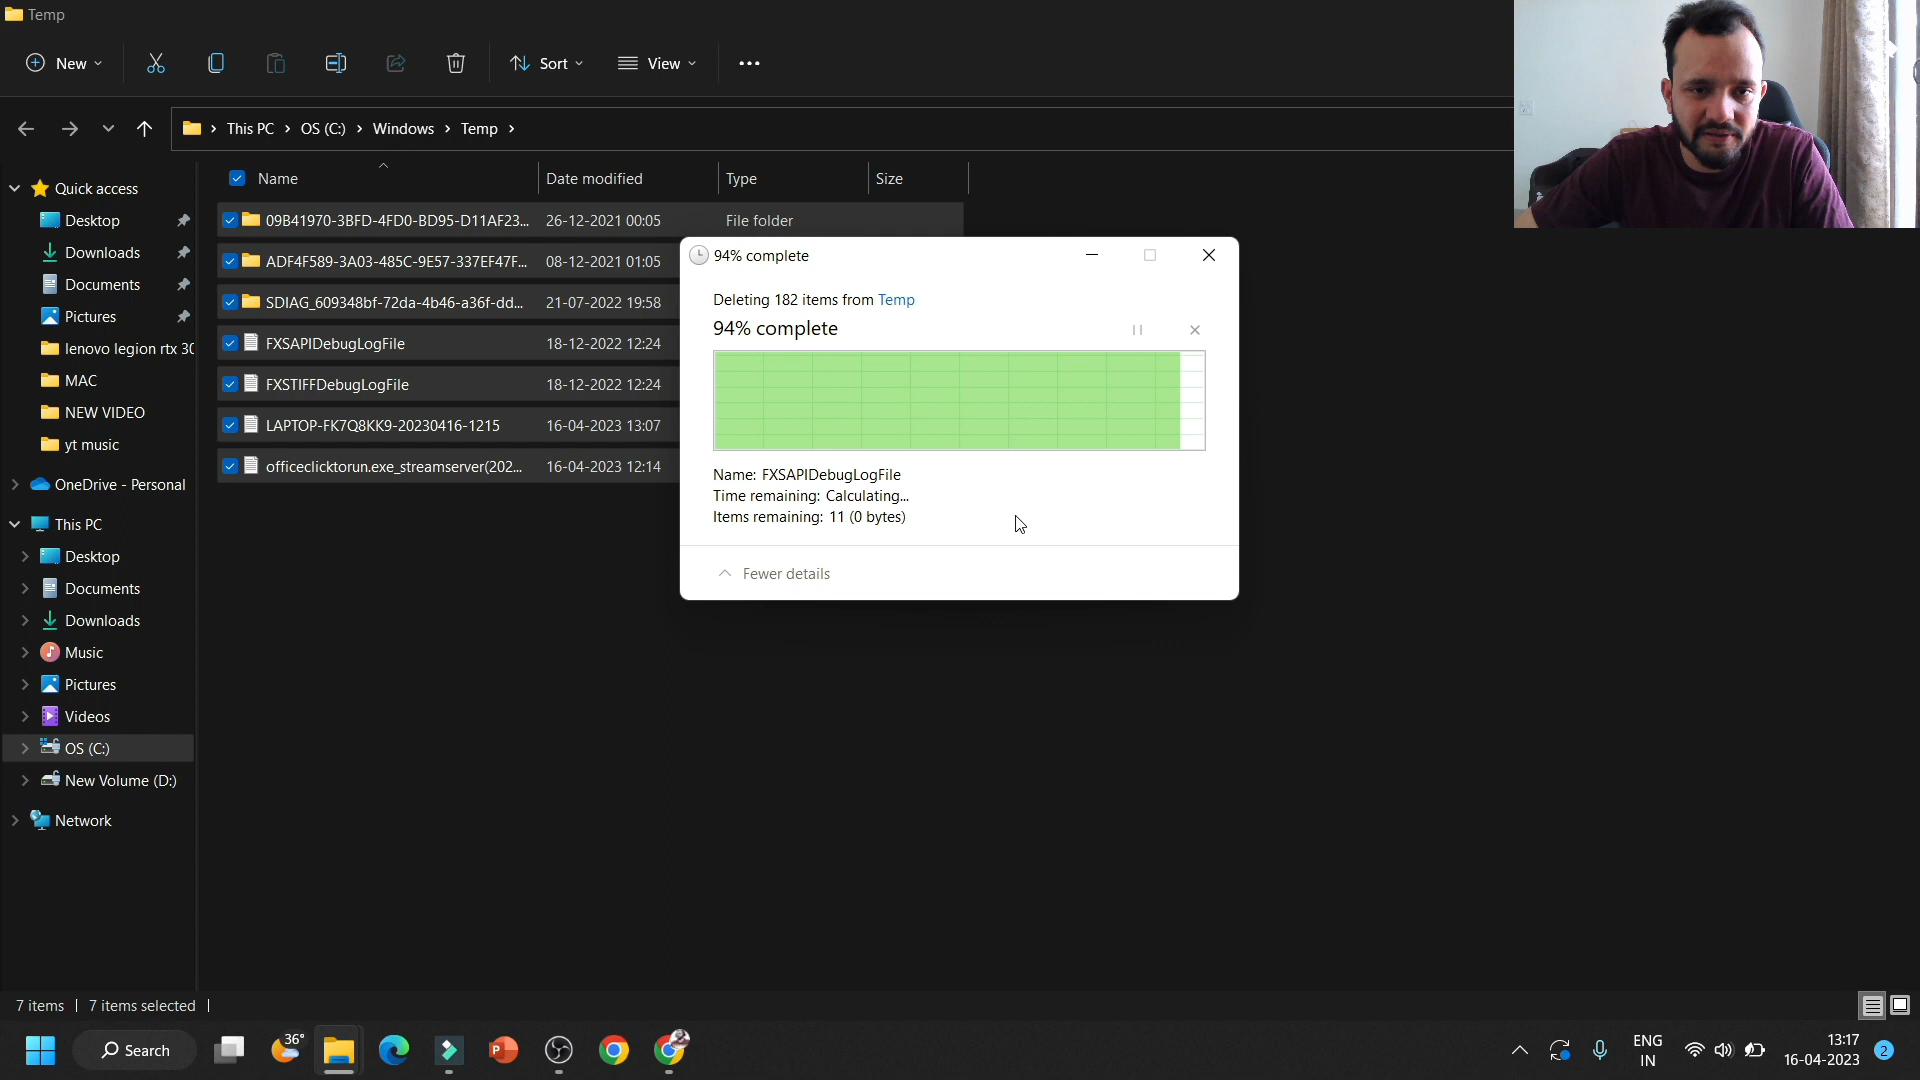 Temp
New
Sort
View
This PC
OS (C:)
Windows
Temp
Name
Date modified
Type
Size
09B41970-3BFD-4FD0-BD95-D11AF23... 26-12-2021 00:05 File folder
ADF4F589-3A03-485C-9E57-337EF47F... 08-12-2021 01:05
SDIAG_609348bf-72da-4b46-a36f-dd... 21-07-2022 19:58
FXSAPIDebugLogFile 18-12-2022 12:24
FXSTIFFDebugLogFile 18-12-2022 12:24
LAPTOP-FK7Q8KK9-20230416-1215 16-04-2023 13:07
officeclicktorun.exe_streamserver(202... 16-04-2023 12:14
Quick access
Desktop
Downloads
Documents
Pictures
lenovo legion rtx 30
MAC
NEW VIDEO
yt music
OneDrive - Personal
This PC
Desktop
Documents
Downloads
Music
Pictures
Videos
OS (C:)
New Volume (D:)
Network
94% complete
Deleting 182 items from Temp
94% complete
Name: FXSAPIDebugLogFile
Time remaining: Calculating...
Items remaining: 11 (0 bytes)
Fewer details
7 items
7 items selected
Search
36°
ENG
IN
13:17
16-04-2023
2